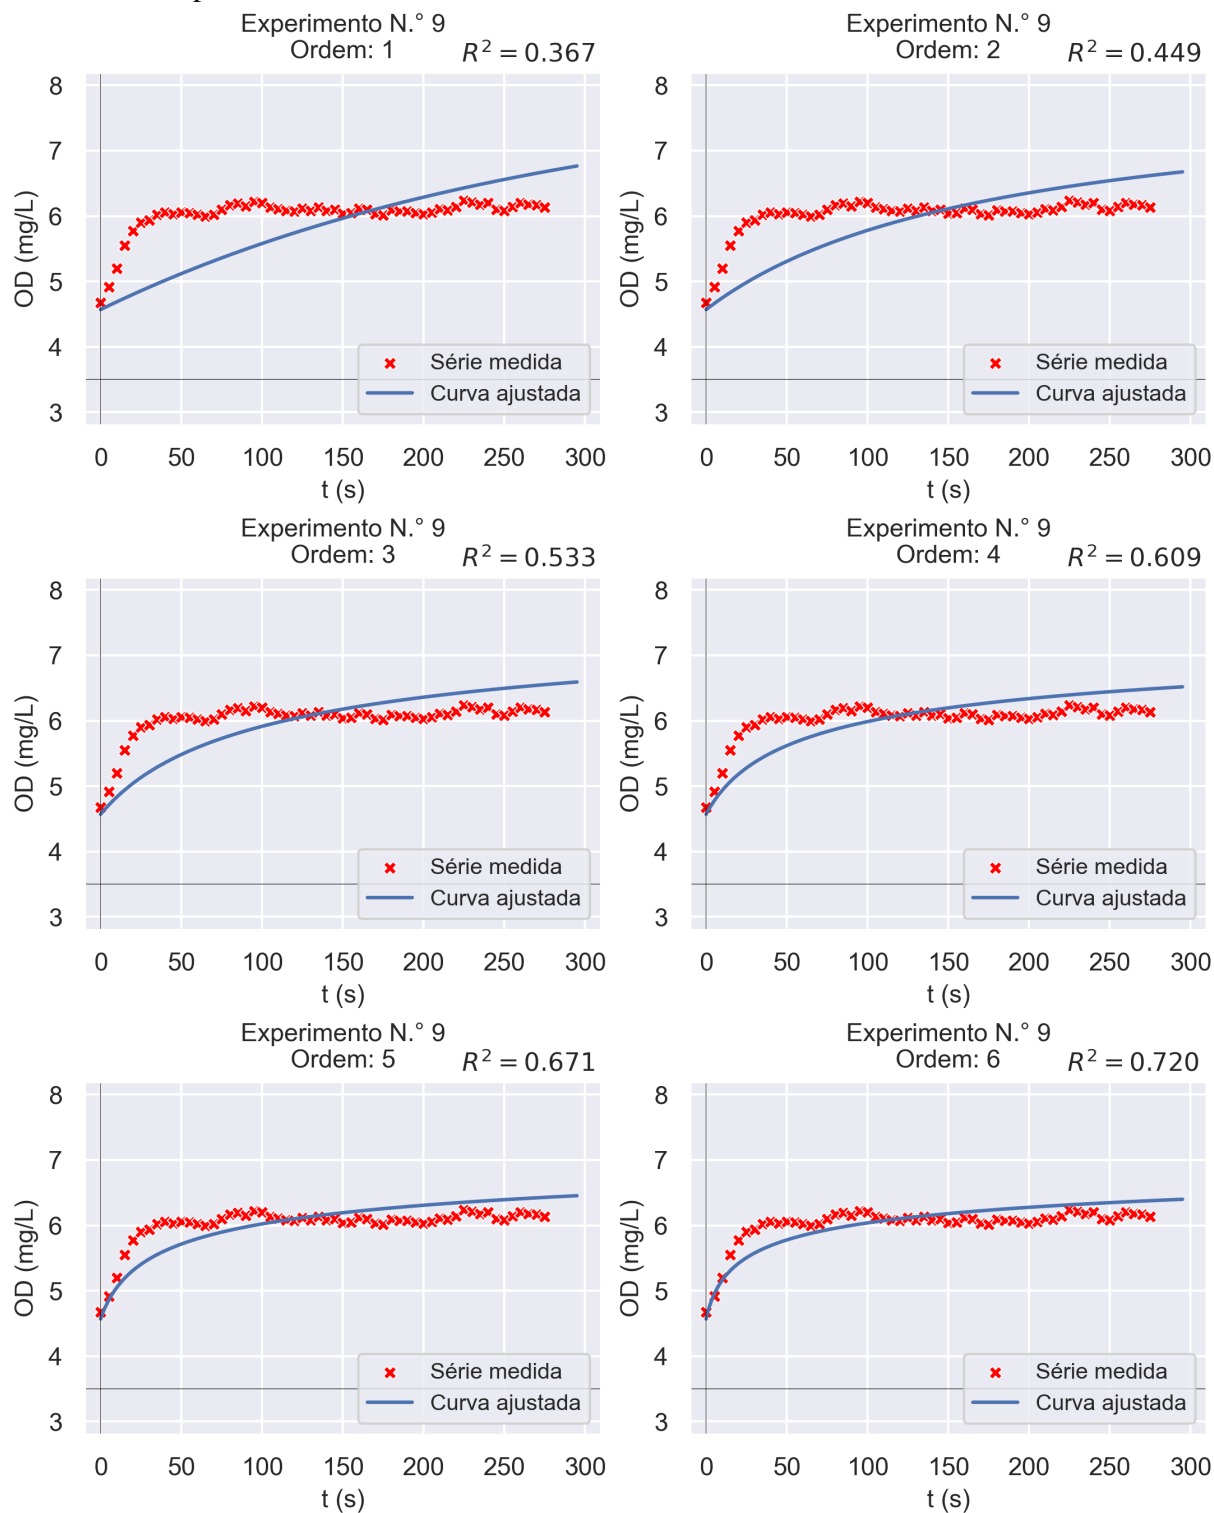 Experimento N.° 9
Ordem: 1
R² = 0.367
8
7
6
5
4
3
OD (mg/L)
Série medida
Curva ajustada
0 50 100 150 200 250 300
t (s)
Experimento N.° 9
Ordem: 2
R² = 0.449
8
7
6
5
4
3
OD (mg/L)
Série medida
Curva ajustada
0 50 100 150 200 250 300
t (s)
Experimento N.° 9
Ordem: 3
R² = 0.533
8
7
6
5
4
3
OD (mg/L)
Série medida
Curva ajustada
0 50 100 150 200 250 300
t (s)
Experimento N.° 9
Ordem: 4
R² = 0.609
8
7
6
5
4
3
OD (mg/L)
Série medida
Curva ajustada
0 50 100 150 200 250 300
t (s)
Experimento N.° 9
Ordem: 5
R² = 0.671
8
7
6
5
4
3
OD (mg/L)
Série medida
Curva ajustada
0 50 100 150 200 250 300
t (s)
Experimento N.° 9
Ordem: 6
R² = 0.720
8
7
6
5
4
3
OD (mg/L)
Série medida
Curva ajustada
0 50 100 150 200 250 300
t (s)